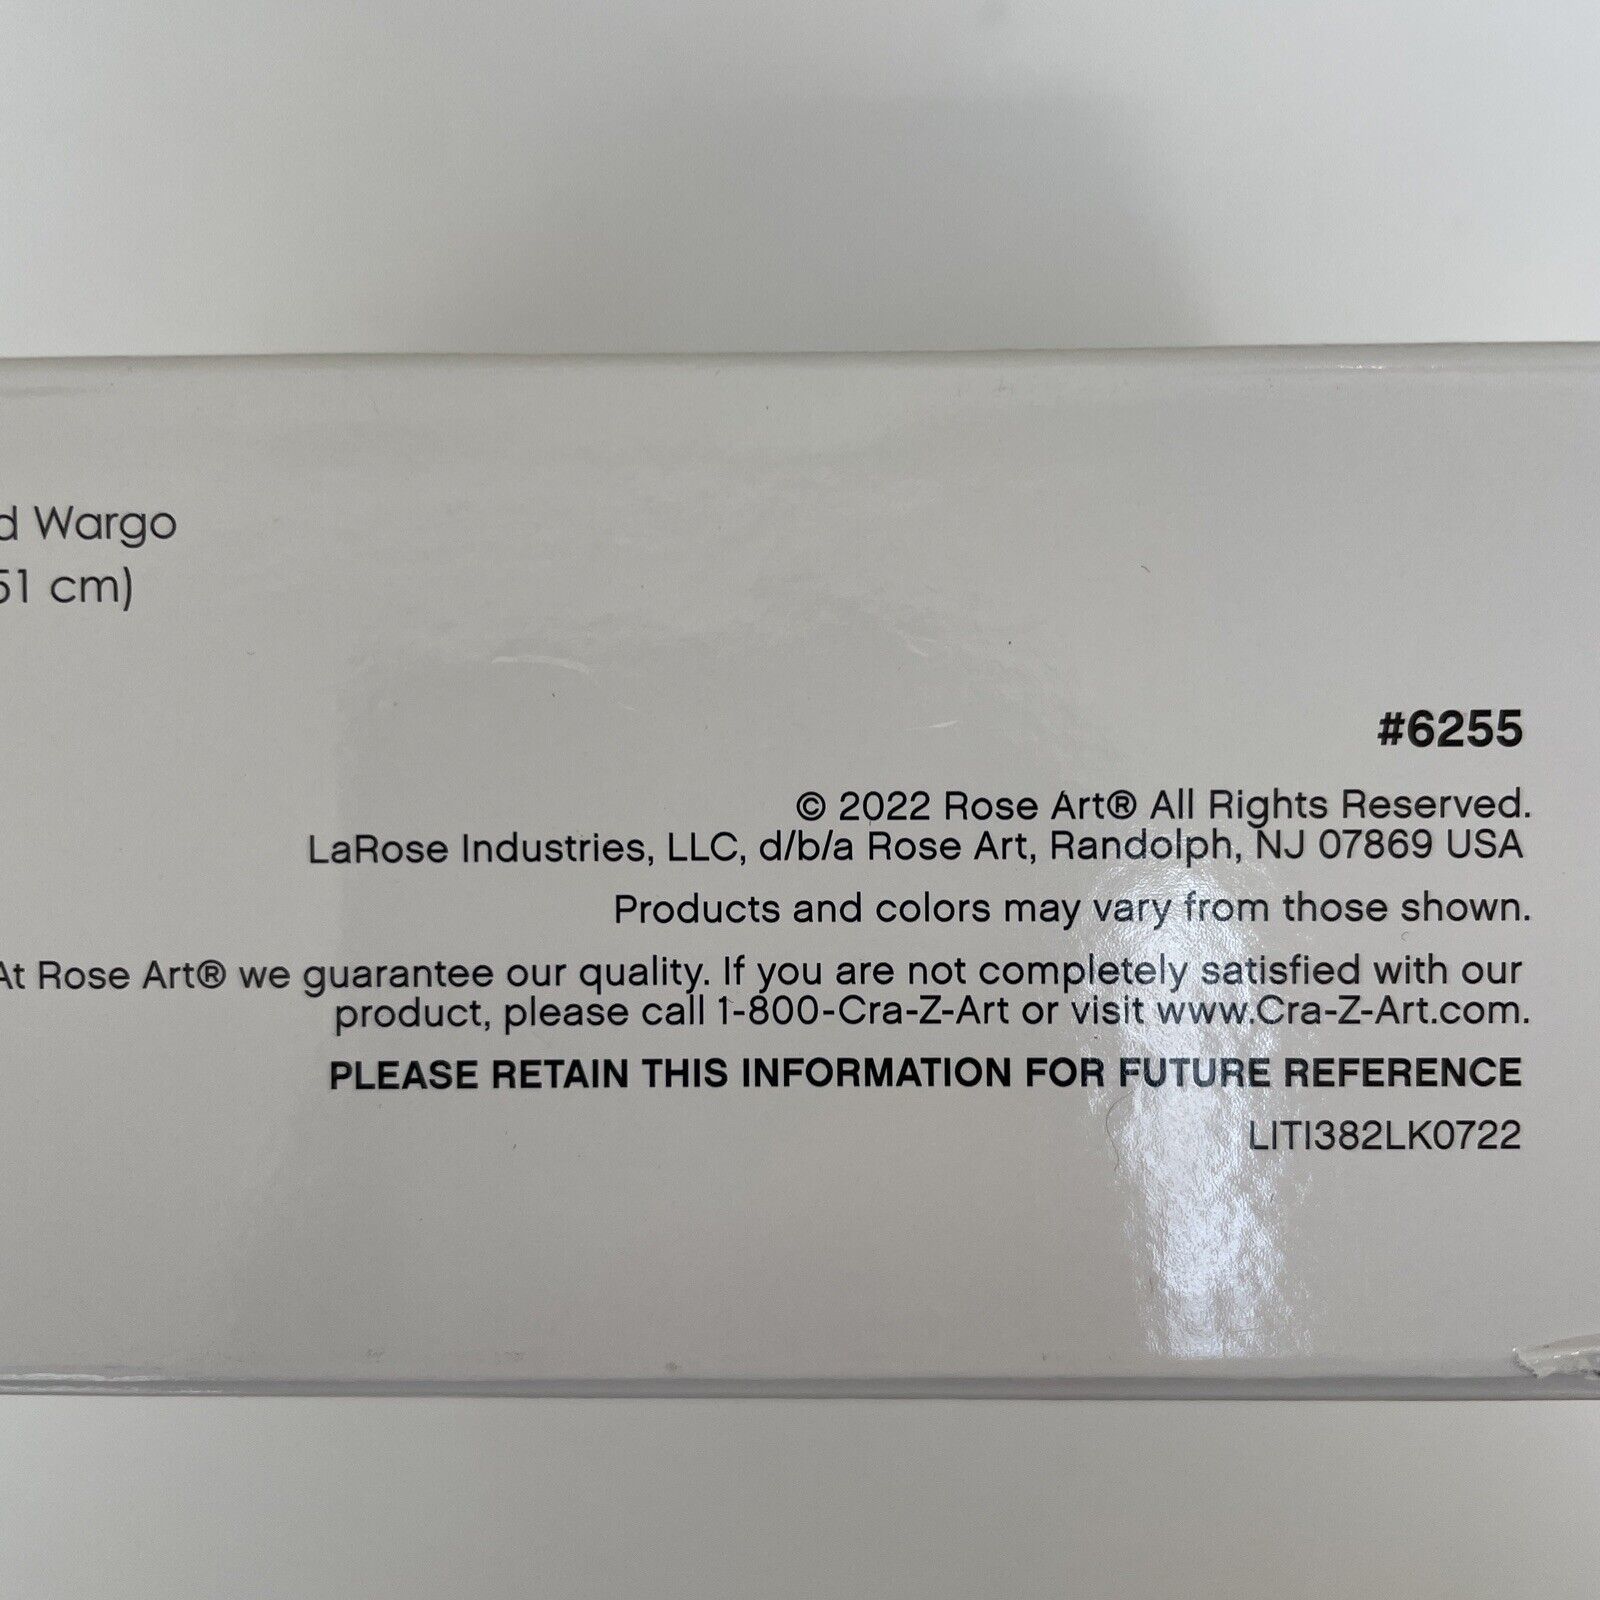 d Wargo
51 cm)
#6255
© 2022 Rose Art® All Rights Reserved.
LaRose Industries, LLC, d/b/a Rose Art, Randolph, NJ 07869 USA
Products and colors may vary from those shown.
At Rose Art® we guarantee our quality. If you are not completely satisfied with our
product, please call 1-800-Cra-Z-Art or visit www.Cra-Z-Art.com.
PLEASE RETAIN THIS INFORMATION FOR FUTURE REFERENCE
LITI382LK0722